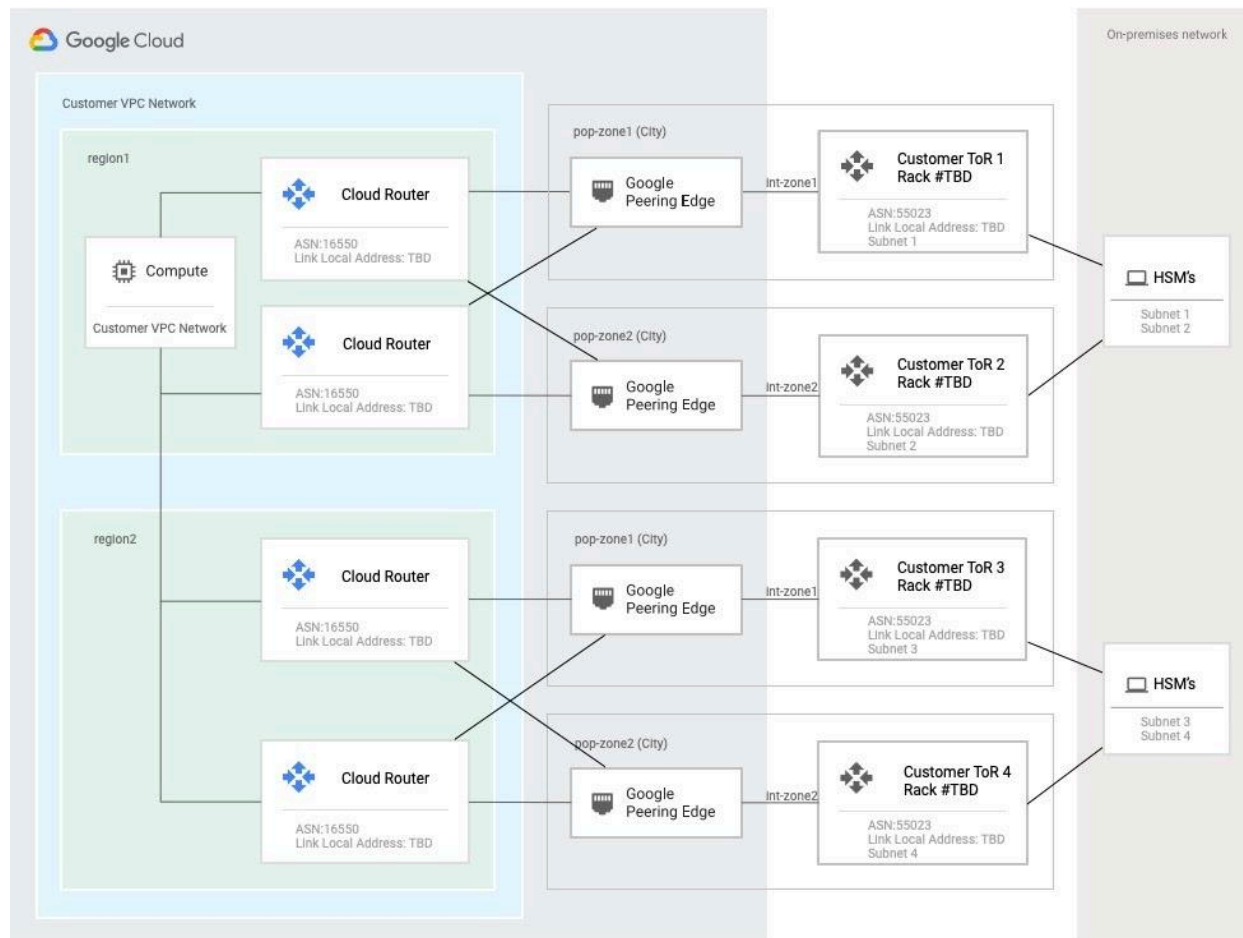 Google Cloud
On-premises network
Customer VPC Network
region1
Cloud Router
ASN:16550
Link Local Address: TBD
Compute
Customer VPC Network
Cloud Router
ASN:16550
Link Local Address: TBD
pop-zone1 (City)
Google
Peering Edge
int-zone1
Customer ToR 1
Rack #TBD
ASN:55023
Link Local Address: TBD
Subnet 1
pop-zone2 (City)
Google
Peering Edge
int-zone2
Customer ToR 2
Rack #TBD
ASN:55023
Link Local Address: TBD
Subnet 2
HSM's
Subnet 1
Subnet 2
region2
Cloud Router
ASN:16550
Link Local Address: TBD
Cloud Router
ASN:16550
Link Local Address: TBD
pop-zone1 (City)
Google
Peering Edge
int-zone1
Customer ToR 3
Rack #TBD
ASN:55023
Link Local Address: TBD
Subnet 3
pop-zone2 (City)
Google
Peering Edge
int-zone2
Customer ToR 4
Rack #TBD
ASN:55023
Link Local Address: TBD
Subnet 4
HSM's
Subnet 3
Subnet 4